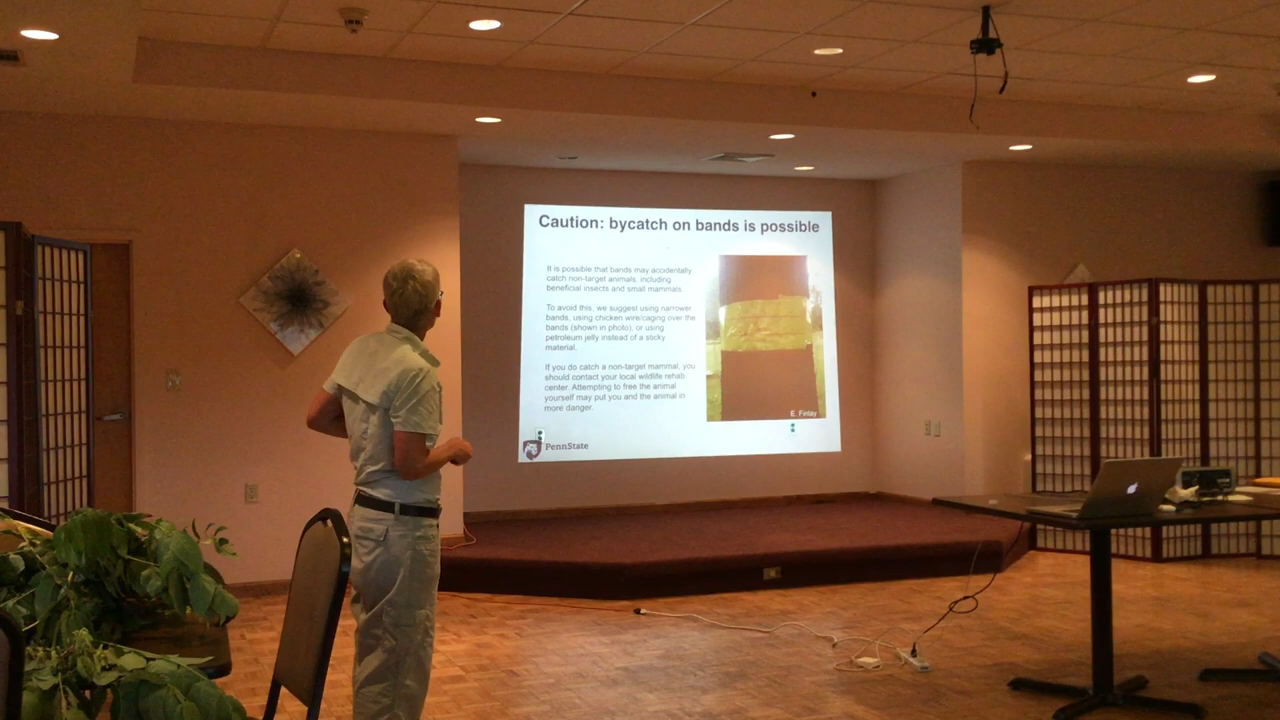 Caution: bycatch on bands is possible
It is possible that bands may accidentally
catch non-target animals, including
beneficial insects and small mammals.
To avoid this, we suggest using narrower
bands, using chicken wire/caging over the
bands (shown in photo), or using
petroleum jelly instead of a sticky
material.
If you do catch a non-target mammal, you
should contact your local wildlife rehab
center. Attempting to free the animal
yourself may put you and the animal in
more danger.
E. Finlay
PennState